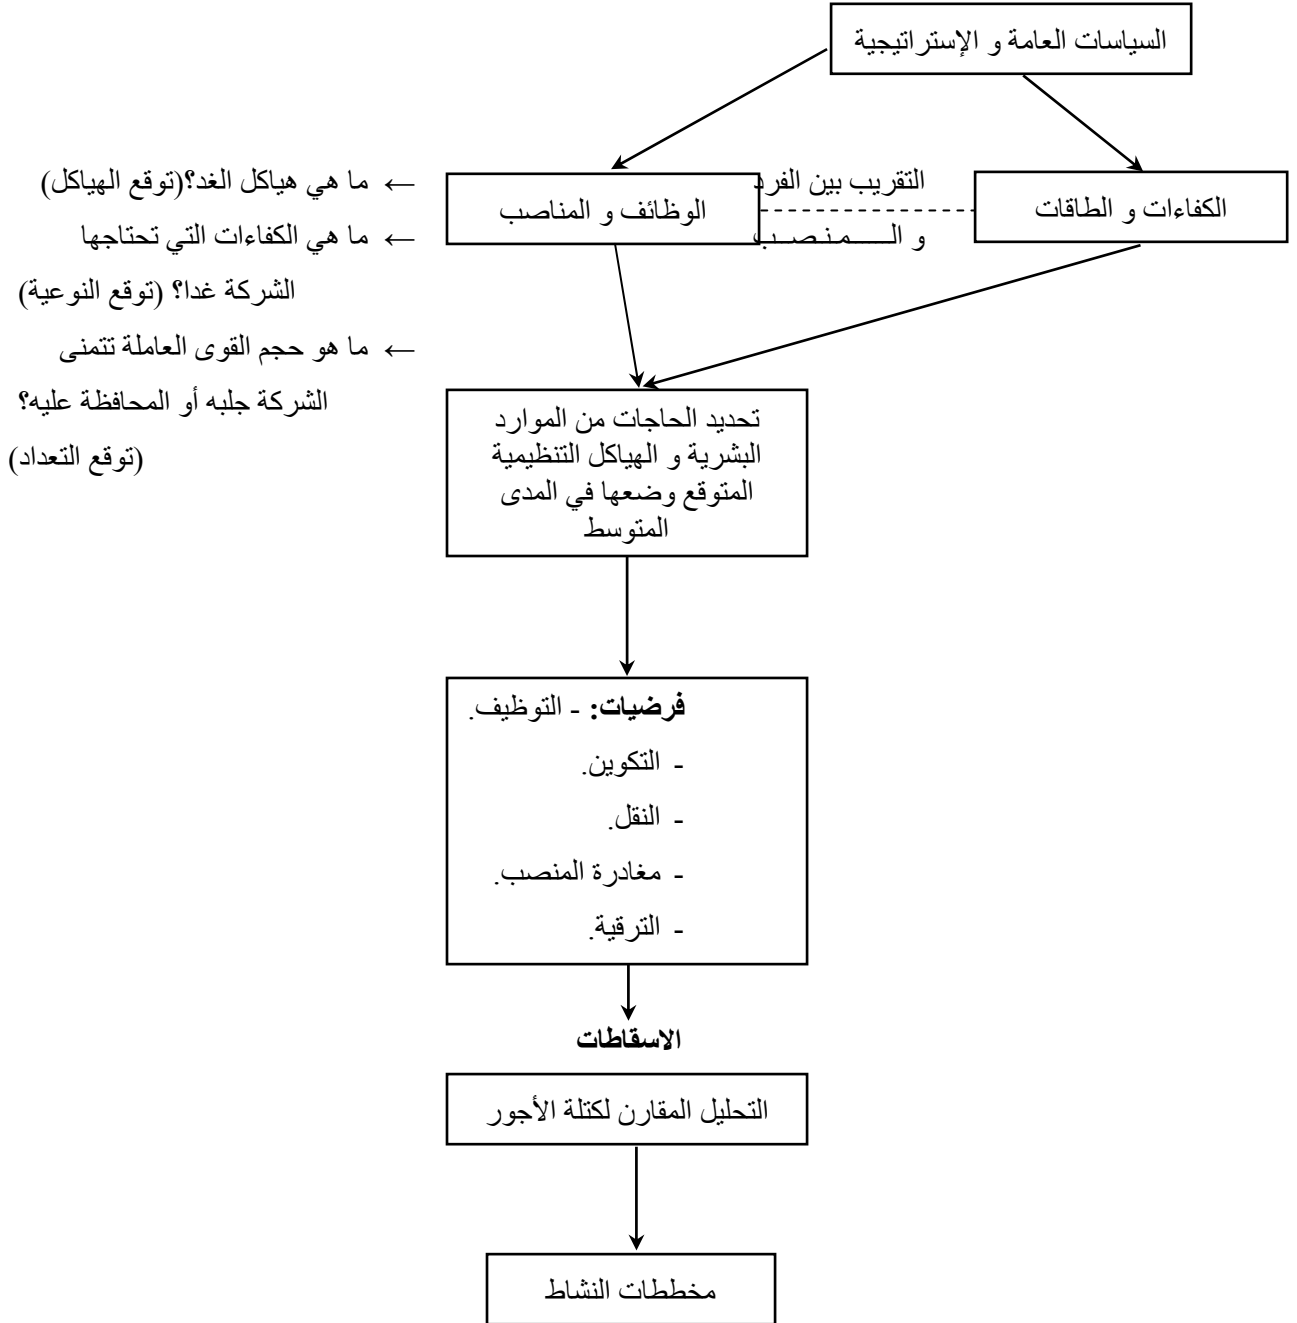 السياسات العامة و الإستراتيجية
الكفاءات و الطاقات
التقريب بين الفرد
و الـــــمـنـصــب
الوظائف و المناصب
← ما هي هياكل الغد؟(توقع الهياكل)
← ما هي الكفاءات التي تحتاجها
الشركة غدا؟ (توقع النوعية)
← ما هو حجم القوى العاملة تتمنى
الشركة جلبه أو المحافظة عليه؟
(توقع التعداد)
تحديد الحاجات من الموارد
البشرية و الهياكل التنظيمية
المتوقع وضعها في المدى
المتوسط
فرضيات: - التوظيف.
- التكوين.
- النقل.
- مغادرة المنصب.
- الترقية.
الاسقاطات
التحليل المقارن لكتلة الأجور
مخططات النشاط